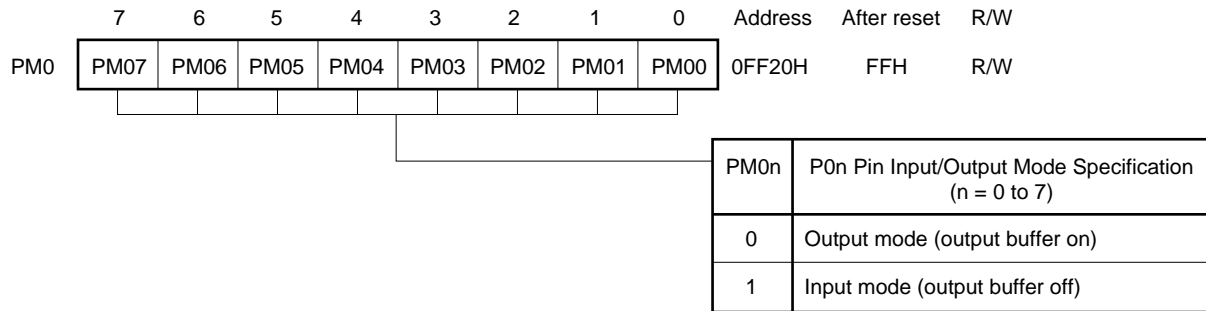 7 6 5 4 3 2 1 0 Address After reset R/W
PM0 PM07 PM06 PM05 PM04 PM03 PM02 PM01 PM00 0FF20H FFH R/W
PM0n P0n Pin Input/Output Mode Specification
(n = 0 to 7)
0 Output mode (output buffer on)
1 Input mode (output buffer off)